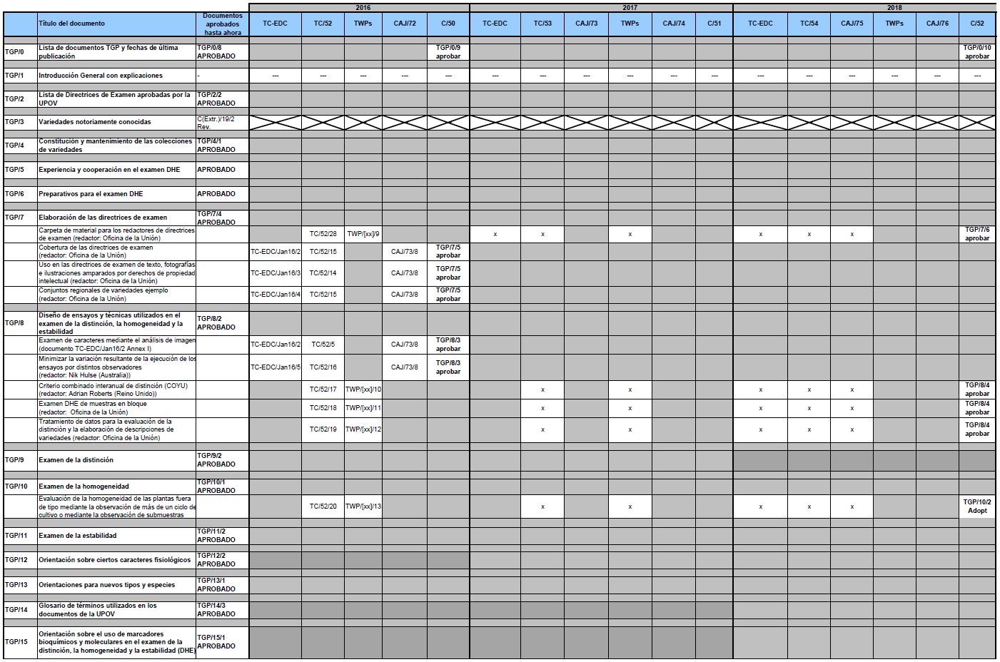 2016 2017 2018
Título del documento Documentos aprobados hasta ahora TC-EDC TC/52 TWPs CAJ/72 C/50 TC-EDC TC/53 CAJ/73 TWPs CAJ/74 C/51 TC-EDC TC/54 CAJ/75 TWPs CAJ/76 C/52
TGP/0 Lista de documentos TGP y fechas de última publicación TGP/0/8 APROBADO TGP/0/9 aprobar TGP/0/10 aprobar
TGP/1 Introducción General con explicaciones - --- --- --- --- --- --- --- --- --- --- --- --- --- --- --- --- ---
TGP/2 Lista de Directrices de Examen aprobadas por la UPOV TGP/2/2 APROBADO
TGP/3 Variedades notoriamente conocidas C(Extr.)/19/2 Rev.
TGP/4 Constitución y mantenimiento de las colecciones de variedades TGP/4/1 APROBADO
TGP/5 Experiencia y cooperación en el examen DHE APROBADO
TGP/6 Preparativos para el examen DHE APROBADO
TGP/7 Elaboración de las directrices de examen TGP/7/4 APROBADO
Carpeta de material para los redactores de directrices de examen (redactor: Oficina de la Unión) TC/52/28 TWP/[xx]/9 x x x x x x TGP/7/6 aprobar
Cobertura de las directrices de examen (redactor: Oficina de la Unión) TC-EDC/Jan16/2 TC/52/15 CAJ/73/8 TGP/7/5 aprobar
Uso en las directrices de examen de texto, fotografías e ilustraciones amparados por derechos de propiedad intelectual (redactor: Oficina de la Unión) TC-EDC/Jan16/3 TC/52/14 CAJ/73/8 TGP/7/5 aprobar
Conjuntos regionales de variedades ejemplo (redactor: Oficina de la Unión) TC-EDC/Jan16/4 TC/52/15 CAJ/73/8 TGP/7/5 aprobar
TGP/8 Diseño de ensayos y técnicas utilizados en el examen de la distinción, la homogeneidad y la estabilidad TGP/8/2 APROBADO
Examen de caracteres mediante el análisis de imagen (documento TC-EDC/Jan16/2 Annex I) TC-EDC/Jan16/2 TC/52/5 CAJ/73/8 TGP/8/3 aprobar
Minimizar la variación resultante de la ejecución de los ensayos por distintos observadores (redactor: Nik Hulse (Australia)) TC-EDC/Jan16/5 TC/52/16 CAJ/73/8 TGP/8/3 aprobar
Criterio combinado interanual de distinción (COYU) (redactor: Adrian Roberts (Reino Unido)) TC/52/17 TWP/[xx]/10 x x x x x TGP/8/4 aprobar
Examen DHE de muestras en bloque (redactor: Oficina de la Unión) TC/52/18 TWP/[xx]/11 x x x x x TGP/8/4 aprobar
Tratamiento de datos para la evaluación de la distinción y la elaboración de descripciones de variedades (redactor: Oficina de la Unión) TC/52/19 TWP/[xx]/12 x x x x x TGP/8/4 aprobar
TGP/9 Examen de la distinción TGP/9/2 APROBADO
TGP/10 Examen de la homogeneidad TGP/10/1 APROBADO
Evaluación de la homogeneidad de las plantas fuera de tipo mediante la observación de más de un ciclo de cultivo o mediante la observación de submuestras TC/52/20 TWP/[xx]/13 x x x x x TGP/10/2 Adopt
TGP/11 Examen de la estabilidad TGP/11/2 APROBADO
TGP/12 Orientación sobre ciertos caracteres fisiológicos TGP/12/2 APROBADO
TGP/13 Orientaciones para nuevos tipos y especies TGP/13/1 APROBADO
TGP/14 Glosario de términos utilizados en los documentos de la UPOV TGP/14/3 APROBADO
TGP/15 Orientación sobre el uso de marcadores bioquímicos y moleculares en el examen de la distinción, la homogeneidad y la estabilidad (DHE) TGP/15/1 APROBADO